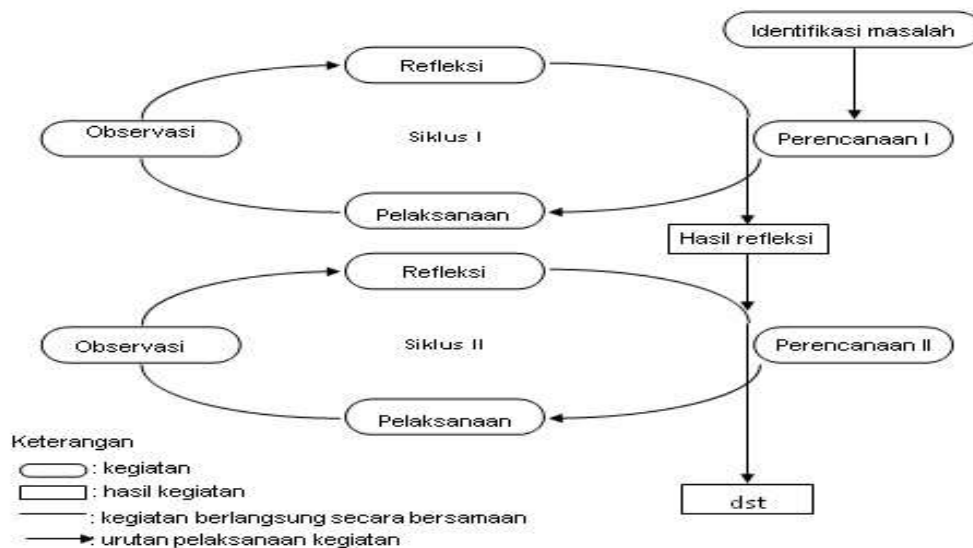 Identifikasi masalah
Refleksi
Observasi
Siklus I
Perencanaan I
Pelaksanaan
Hasil refleksi
Refleksi
Observasi
Siklus II
Perencanaan II
Pelaksanaan
Keterangan
: kegiatan
: hasil kegiatan
: kegiatan berlangsung secara bersamaan
: urutan pelaksanaan kegiatan
dst